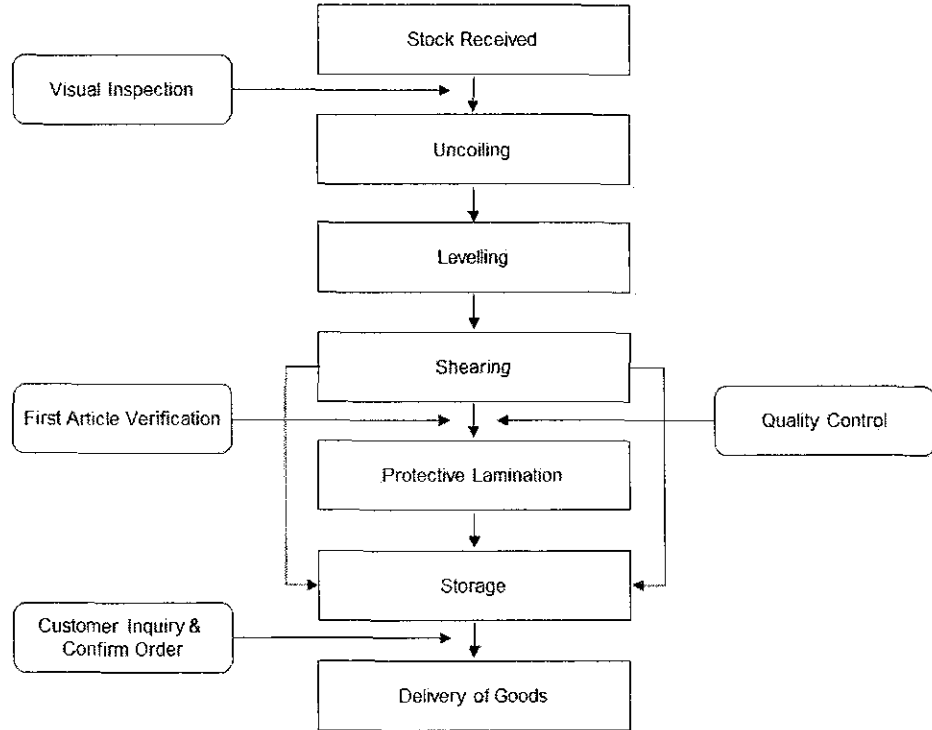 Stock Received
Visual Inspection
Uncoiling
Levelling
Shearing
First Article Verification
Quality Control
Protective Lamination
Storage
Customer Inquiry &
Confirm Order
Delivery of Goods